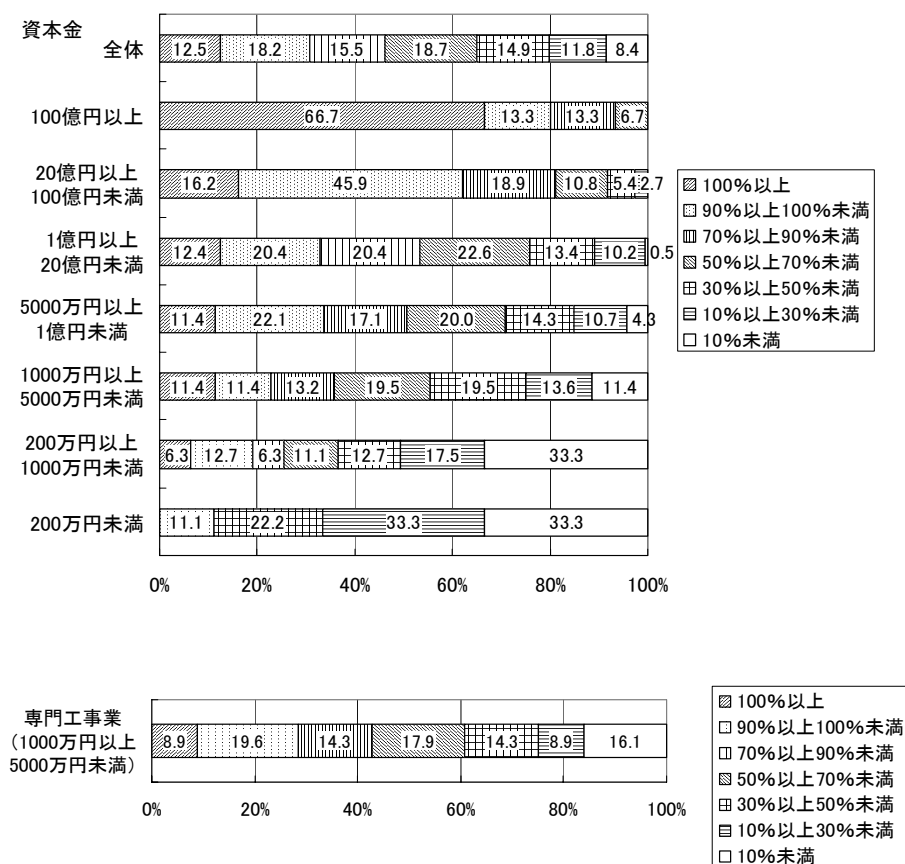 資本金
全体
12.5 18.2 15.5 18.7 14.9 11.8 8.4
100億円以上
66.7 13.3 13.3 6.7
20億円以上
100億円未満
16.2 45.9 18.9 10.8 5.4 2.7
1億円以上
20億円未満
12.4 20.4 20.4 22.6 13.4 10.2 0.5
5000万円以上
1億円未満
11.4 22.1 17.1 20.0 14.3 10.7 4.3
1000万円以上
5000万円未満
11.4 11.4 13.2 19.5 19.5 13.6 11.4
200万円以上
1000万円未満
6.3 12.7 6.3 11.1 12.7 17.5 33.3
200万円未満
11.1 22.2 33.3 33.3
0% 20% 40% 60% 80% 100%
100%以上
90%以上100%未満
70%以上90%未満
50%以上70%未満
30%以上50%未満
10%以上30%未満
10%未満
専門工事業
(1000万円以上
5000万円未満)
8.9 19.6 14.3 17.9 14.3 8.9 16.1
0% 20% 40% 60% 80% 100%
100%以上
90%以上100%未満
70%以上90%未満
50%以上70%未満
30%以上50%未満
10%以上30%未満
10%未満